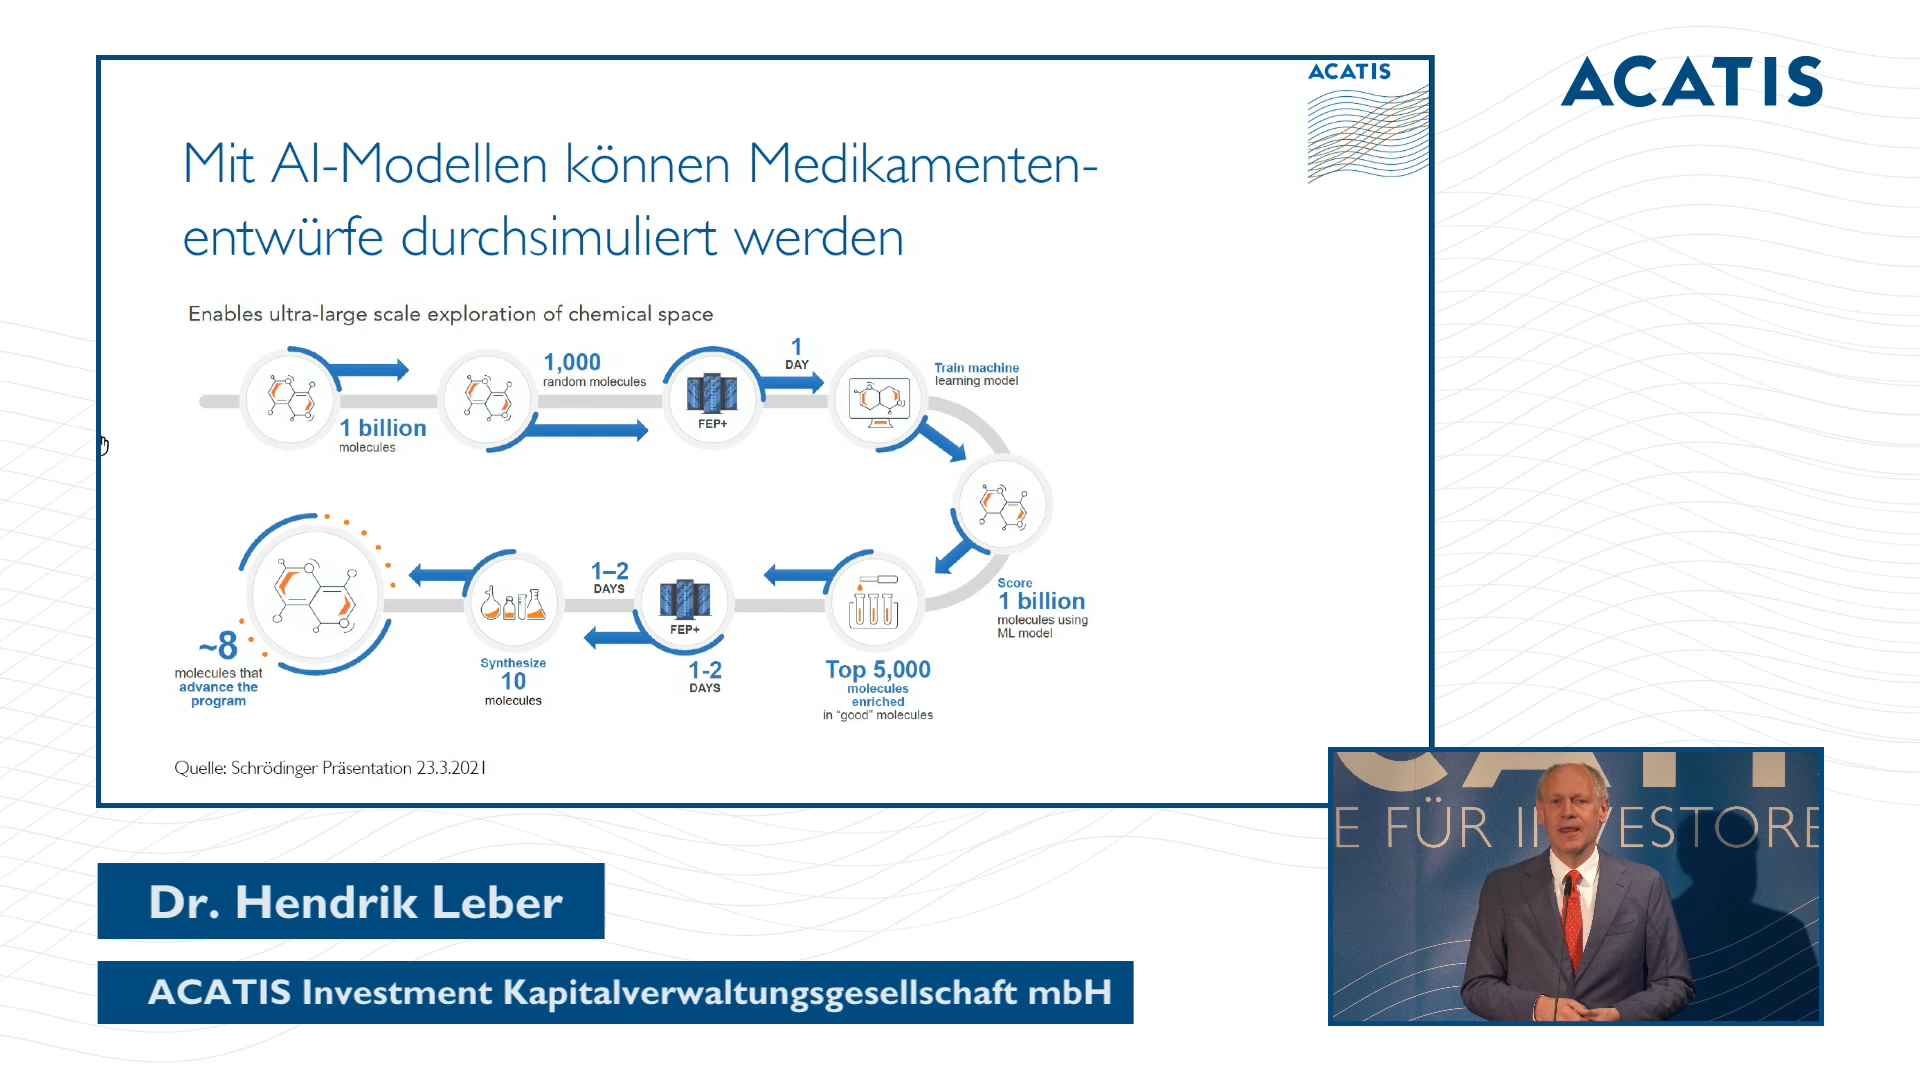 ACATIS
ACATIS
Mit AI-Modellen können Medikamenten-
entwürfe durchsimuliert werden
Enables ultra-large scale exploration of chemical space
1 billion
molecules
1,000
random molecules
FEP+
1
DAY
Train machine
learning model
Score
1 billion
molecules using
ML model
Top 5,000
molecules
enriched
in “good” molecules
FEP+
1-2
DAYS
1–2
DAYS
Synthesize
10
molecules
~8
molecules that
advance the
program
Quelle: Schrödinger Präsentation 23.3.2021
E FÜR IN ESTORE
Dr. Hendrik Leber
ACATIS Investment Kapitalverwaltungsgesellschaft mbH